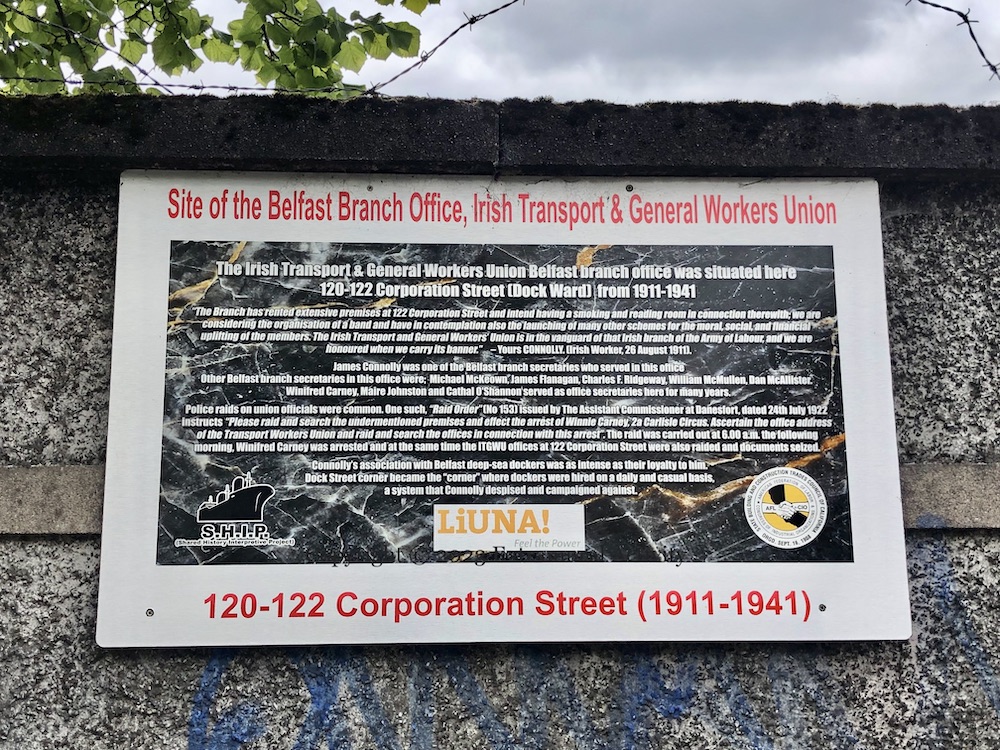 Site of the Belfast Branch Office, Irish Transport & General Workers Union
The Irish Transport & General Workers Union Belfast branch office was situated here
120-122 Corporation Street (Dock Ward) from 1911-1941
"The Branch has rented extensive premises at 122 Corporation Street and intend having a smoking and reading room in connection therewith; we are
considering the organisation of a band and have in contemplation also the launching of many other schemes for the moral, social, and financial
uplifting of the members. The Irish Transport and General Workers' Union is in the vanguard of that Irish branch of the Army of Labour, and we are
honoured when we carry its banner." – Yours CONNOLLY. (Irish Worker, 26 August 1911).
James Connolly was one of the Belfast branch secretaries who served in this office
Other Belfast branch secretaries in this office were; Michael McKeown, James Flanagan, Charles F. Ridgeway, William McMullen, Dan McAllister.
Winifred Carney, Máire Johnston and Cathal O'Shannon served as office secretaries here for many years.
Police raids on union officials were common. One such, "Raid Order" (No 153) issued by The Assistant Commissioner at Danesfort, dated 24th July 1922
instructs "Please raid and search the undermentioned premises and effect the arrest of Winnie Carney, 2a Carlisle Circus. Ascertain the office address
of the Transport Workers Union and raid and search the offices in connection with this arrest". The raid was carried out at 6.00 a.m. the following
morning, Winifred Carney was arrested and at the same time the ITGWU offices at 122 Corporation Street were also raided and documents seized.
Connolly's association with Belfast deep-sea dockers was as intense as their loyalty to him.
Dock Street Corner became the "corner" where dockers were hired on a daily and casual basis,
a system that Connolly despised and campaigned against.
S.H.I.P.
(Shared History Interpretive Project)
LiUNA!
Feel the Power
STATE BUILDING AND CONSTRUCTION TRADES COUNCIL OF CALIFORNIA
AFL CIO
ORGD. SEPT. 16, 1908
120-122 Corporation Street (1911-1941)